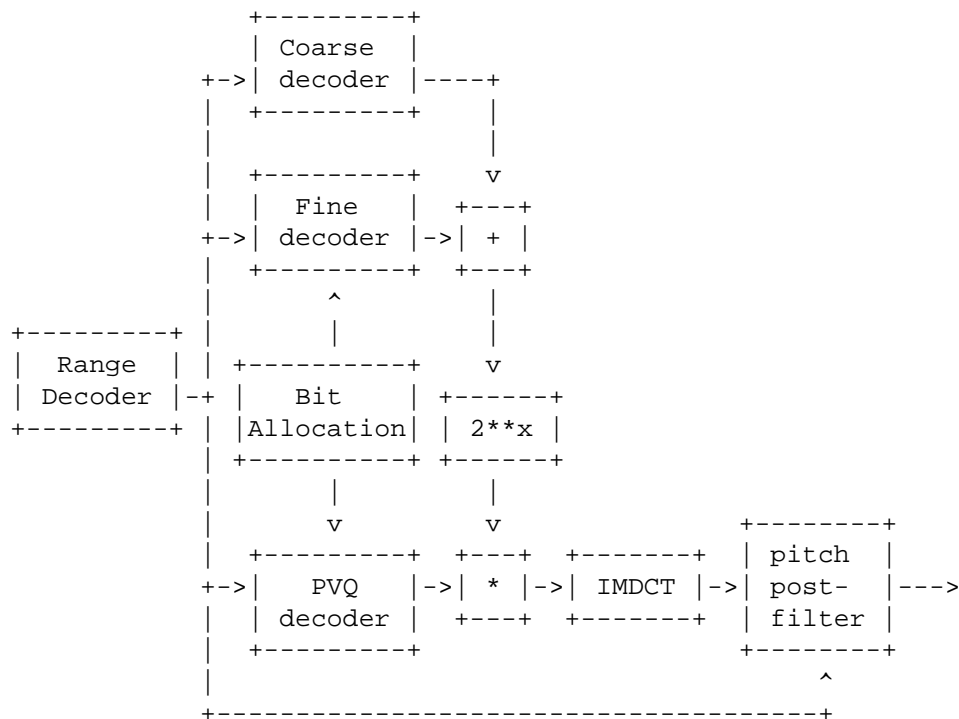 Coarse
decoder
Fine
decoder
+
Range
Decoder
Bit
Allocation
2**x
PVQ
decoder
*
IMDCT
pitch
post-
filter